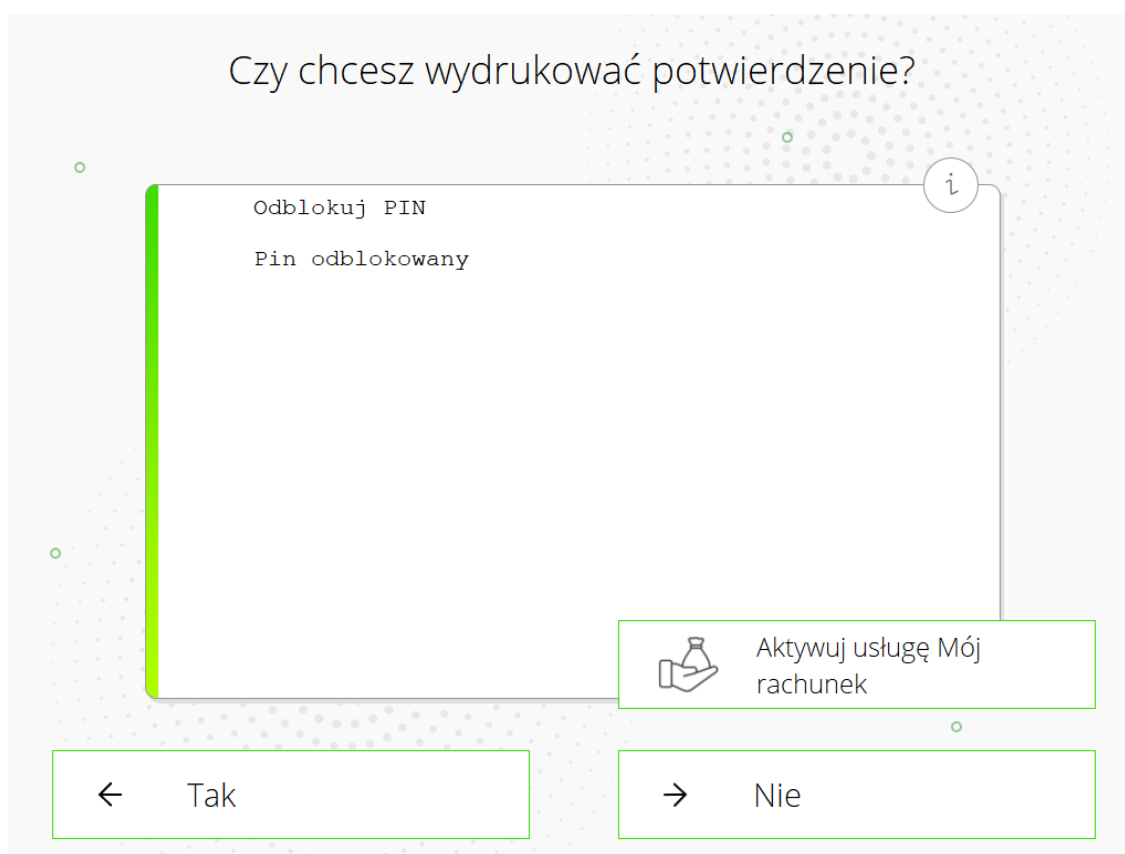 Czy chcesz wydrukować potwierdzenie?
i
Odblokuj PIN
Pin odblokowany
Aktywuj usługę Mój
rachunek
← Tak
→ Nie